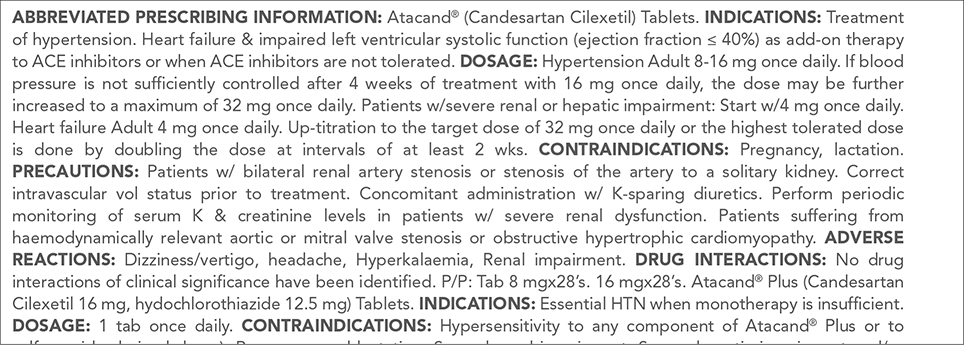 ABBREVIATED PRESCRIBING INFORMATION: Atacand® (Candesartan Cilexetil) Tablets. INDICATIONS: Treatment
of hypertension. Heart failure & impaired left ventricular systolic function (ejection fraction ≤ 40%) as add-on therapy
to ACE inhibitors or when ACE inhibitors are not tolerated. DOSAGE: Hypertension Adult 8-16 mg once daily. If blood
pressure is not sufficiently controlled after 4 weeks of treatment with 16 mg once daily, the dose may be further
increased to a maximum of 32 mg once daily. Patients w/severe renal or hepatic impairment: Start w/4 mg once daily.
Heart failure Adult 4 mg once daily. Up-titration to the target dose of 32 mg once daily or the highest tolerated dose
is done by doubling the dose at intervals of at least 2 wks. CONTRAINDICATIONS: Pregnancy, lactation.
PRECAUTIONS: Patients w/ bilateral renal artery stenosis or stenosis of the artery to a solitary kidney. Correct
intravascular vol status prior to treatment. Concomitant administration w/ K-sparing diuretics. Perform periodic
monitoring of serum K & creatinine levels in patients w/ severe renal dysfunction. Patients suffering from
haemodynamically relevant aortic or mitral valve stenosis or obstructive hypertrophic cardiomyopathy. ADVERSE
REACTIONS: Dizziness/vertigo, headache, Hyperkalaemia, Renal impairment. DRUG INTERACTIONS: No drug
interactions of clinical significance have been identified. P/P: Tab 8 mgx28's. 16 mgx28's. Atacand® Plus (Candesartan
Cilexetil 16 mg, hydochlorothiazide 12.5 mg) Tablets. INDICATIONS: Essential HTN when monotherapy is insufficient.
DOSAGE: 1 tab once daily. CONTRAINDICATIONS: Hypersensitivity to any component of Atacand® Plus or to